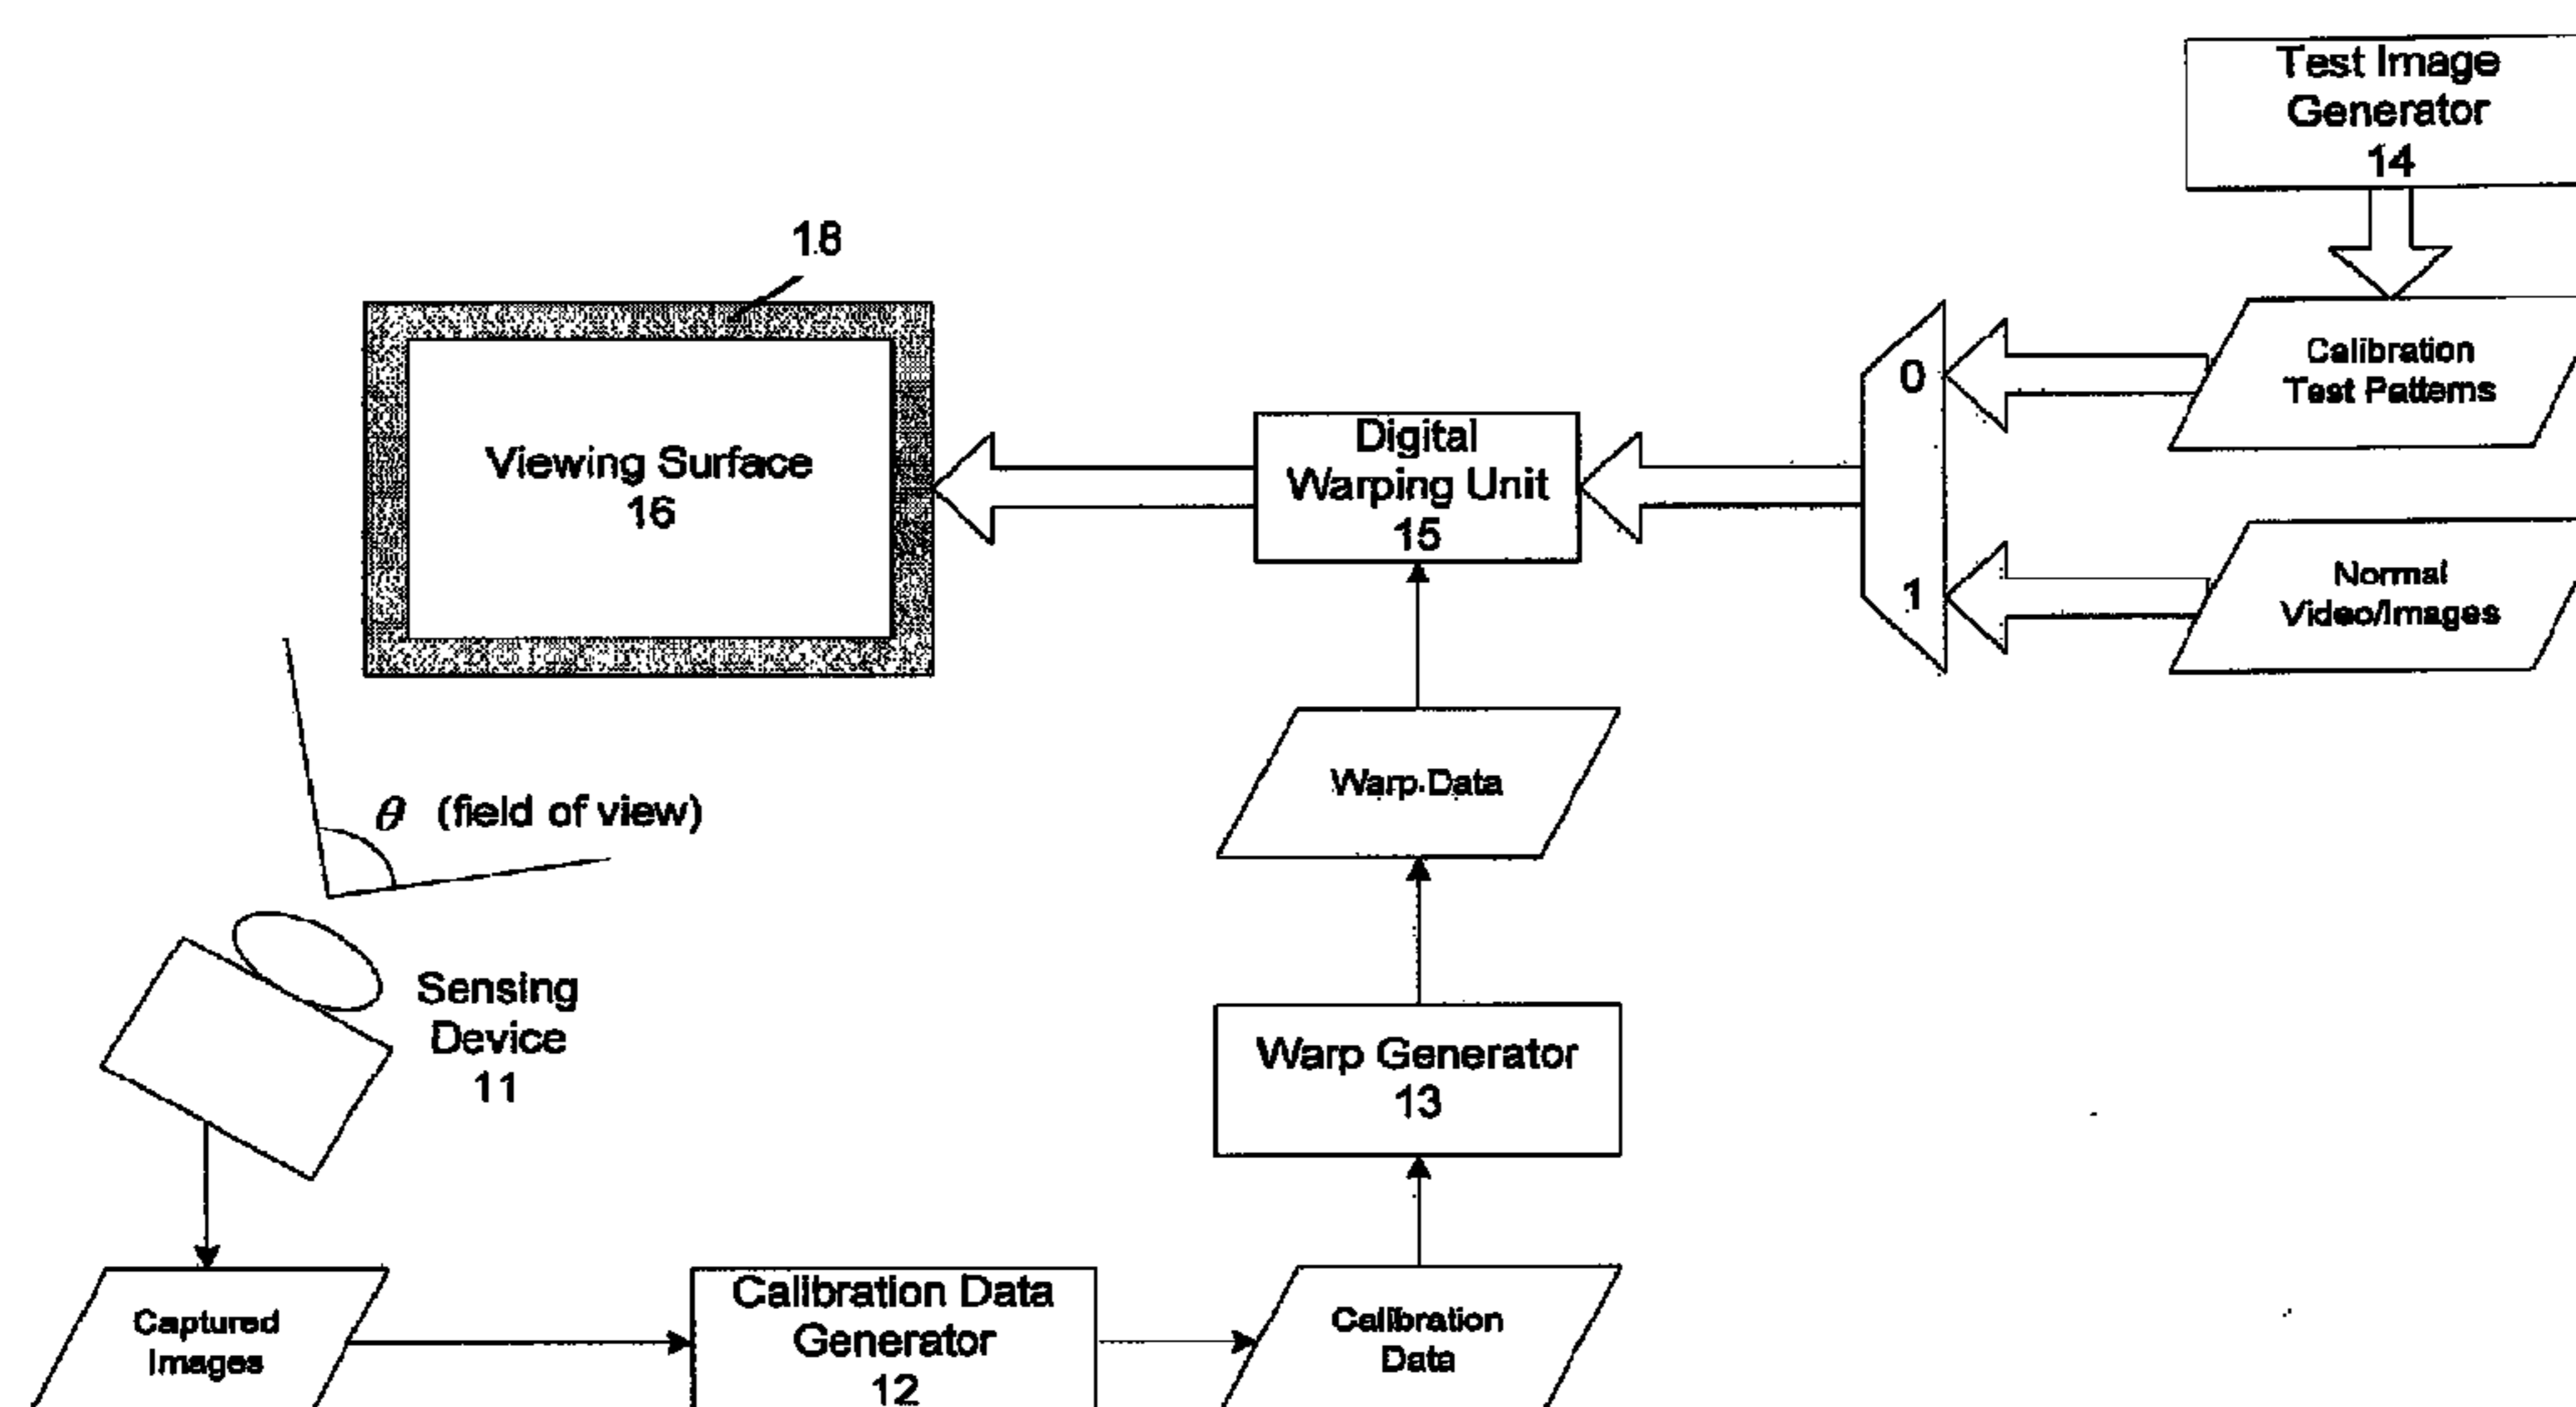 Test Image
Generator
14
18
Calibration
Test Patterns
0
Digital
Warping Unit
15
Viewing Surface
16
Normal
Video/Images
1
Warp Data
θ (field of view)
Sensing
Device
11
Warp Generator
13
Captured
Images
Calibration Data
Generator
12
Calibration
Data